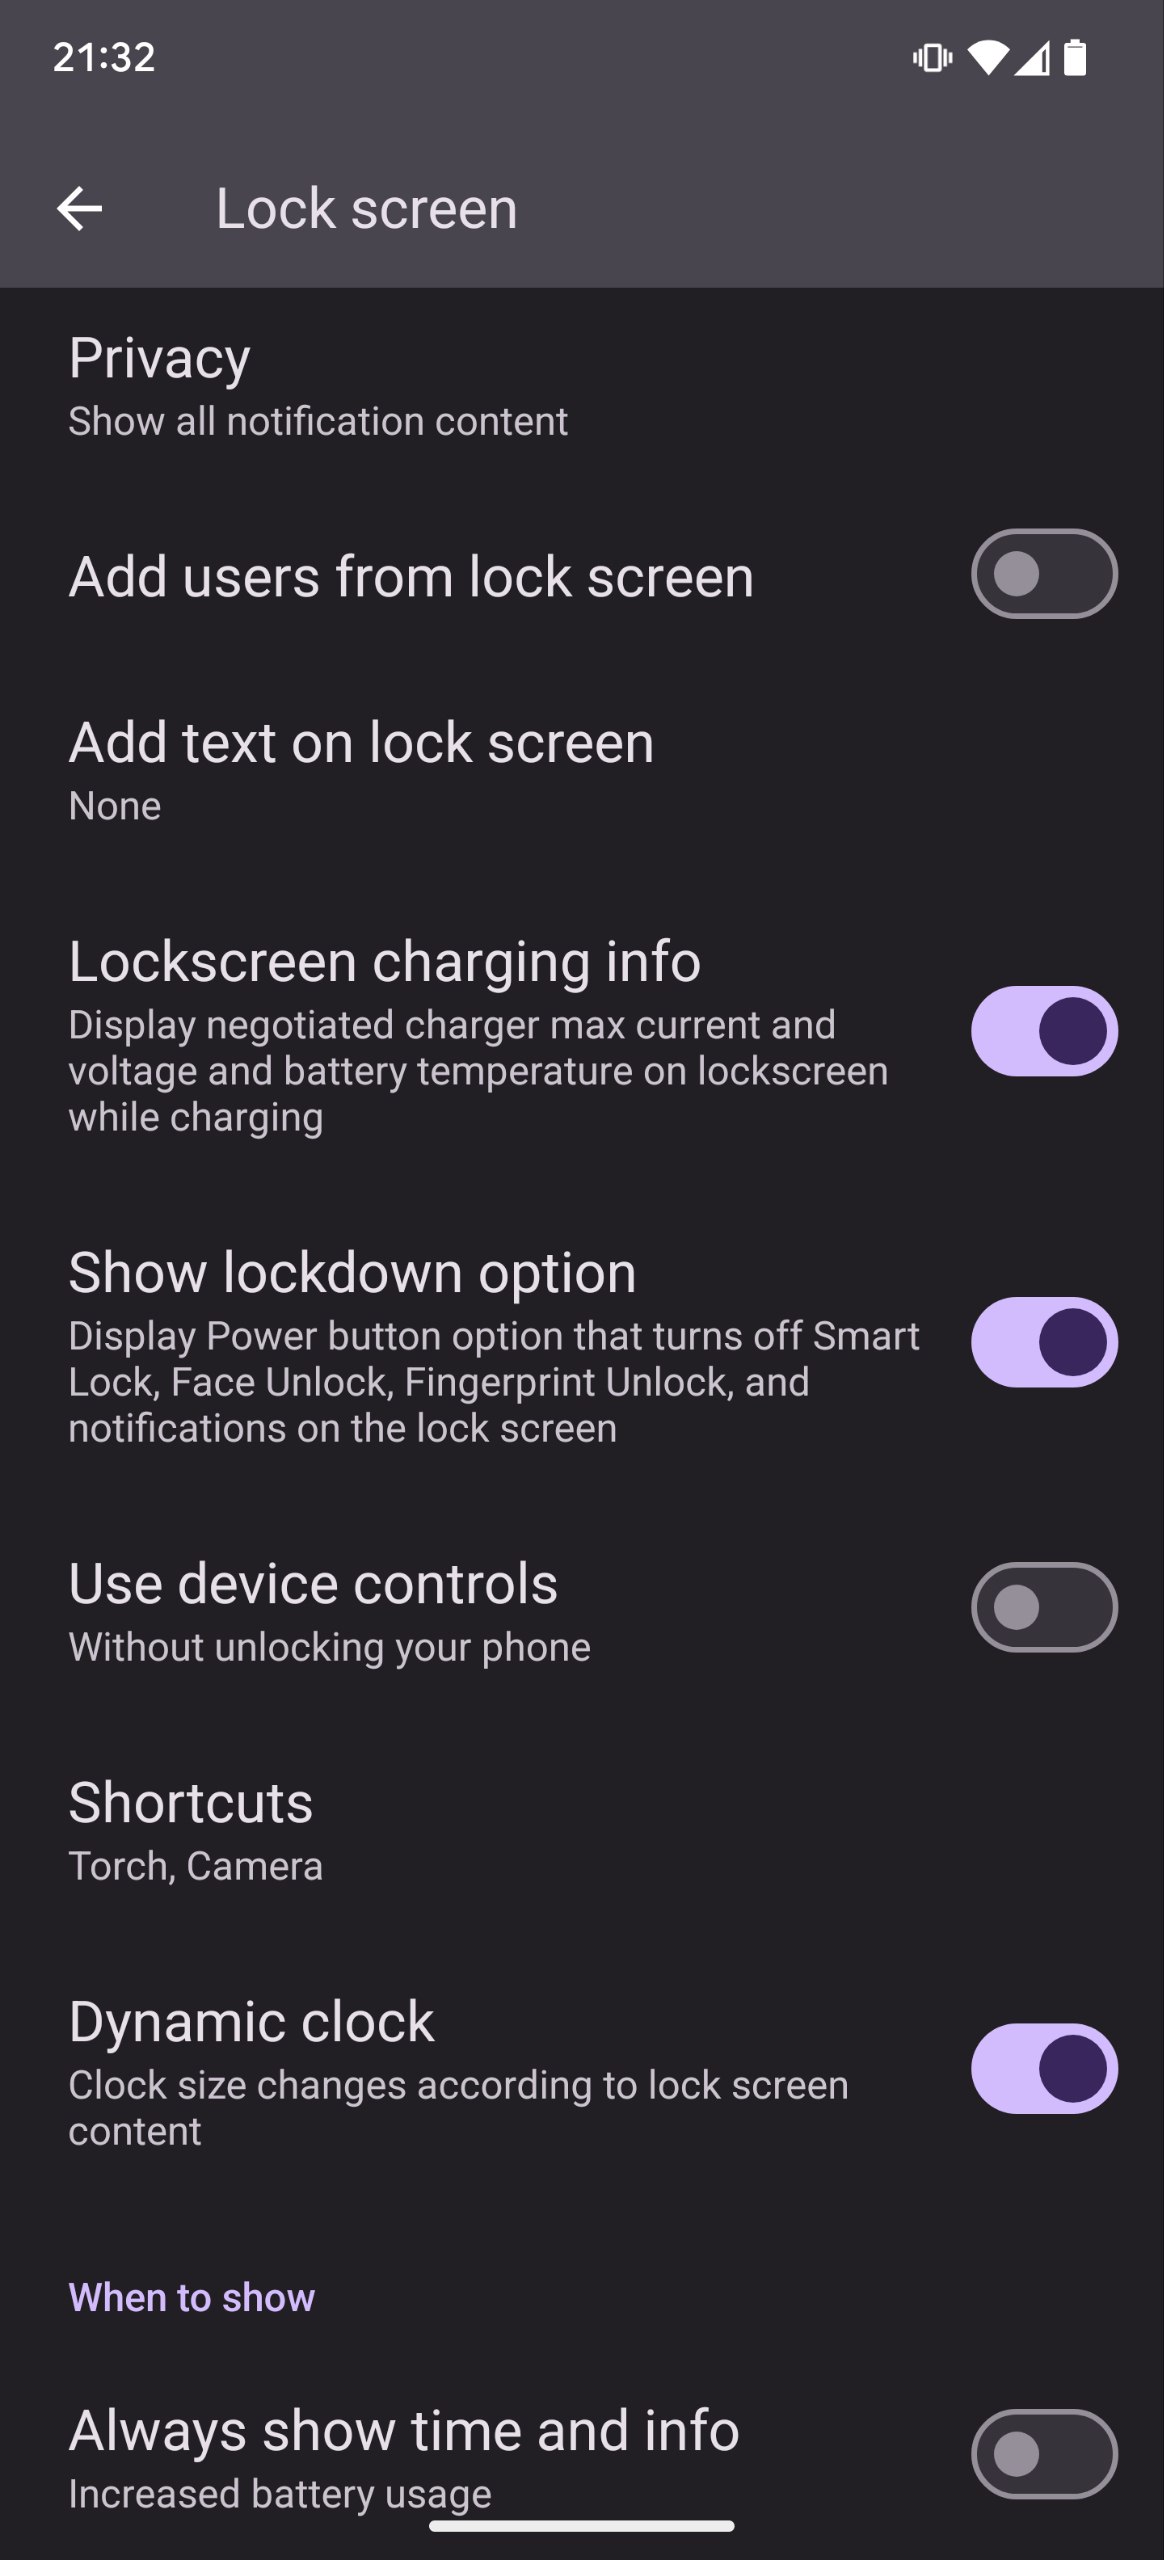 21:32
Lock screen
Privacy
Show all notification content
Add users from lock screen
Add text on lock screen
None
Lockscreen charging info
Display negotiated charger max current and
voltage and battery temperature on lockscreen
while charging
Show lockdown option
Display Power button option that turns off Smart
Lock, Face Unlock, Fingerprint Unlock, and
notifications on the lock screen
Use device controls
Without unlocking your phone
Shortcuts
Torch, Camera
Dynamic clock
Clock size changes according to lock screen
content
When to show
Always show time and info
Increased battery usage